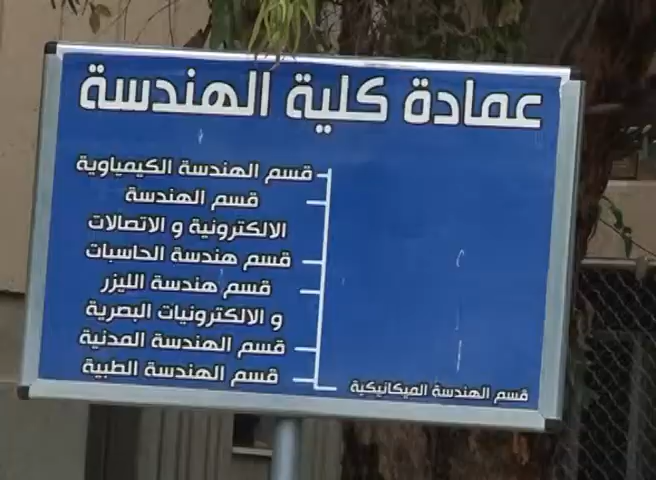 عمادة كلية الهندسة
قسم الهندسة الكيمياوية
قسم الهندسة
الالكترونية و الاتصالات
قسم هندسة الحاسبات
قسم هندسة الليزر
و الالكترونيات البصرية
قسم الهندسة المدنية
قسم الهندسة الطبية
قسم الهندسة الميكانيكية